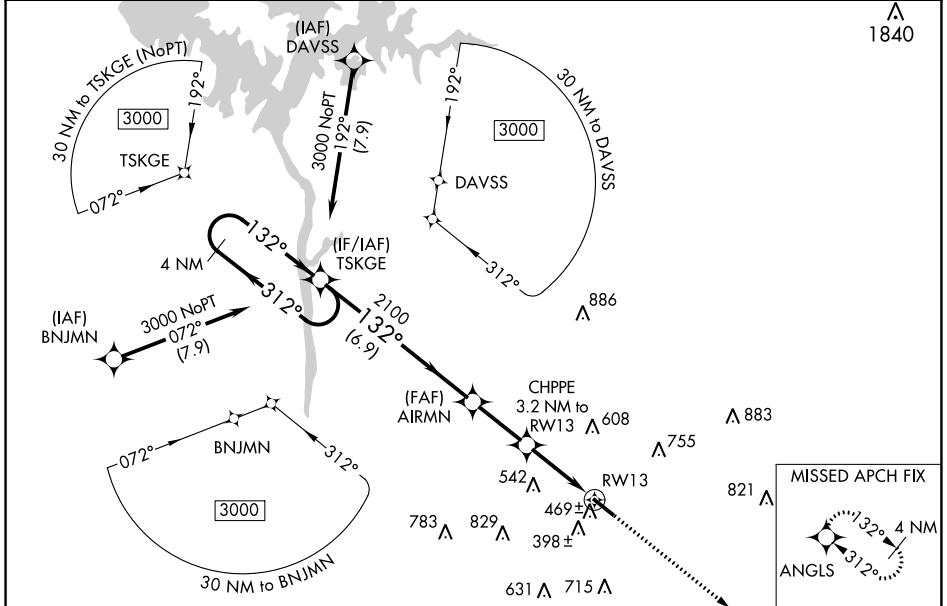 (IAF)
DAVSS
1840
30 NM to TSKGE (NoPT)
3000
192°
TSKGE
072°
3000 NoPT
192°
(7.9)
30 NM to DAVSS
192°
3000
DAVSS
312°
132°
4 NM
312°
(IF/IAF)
TSKGE
2100
132°
(6.9)
886
(IAF)
BNJMN
3000 NoPT
072°
(7.9)
(FAF)
AIRMN
CHPPE
3.2 NM to
RW13
608
883
755
072°
BNJMN
312°
3000
30 NM to BNJMN
542
RW13
469±
398±
783
829
821
631
715
MISSED APCH FIX
132°
4 NM
312°
ANGLS